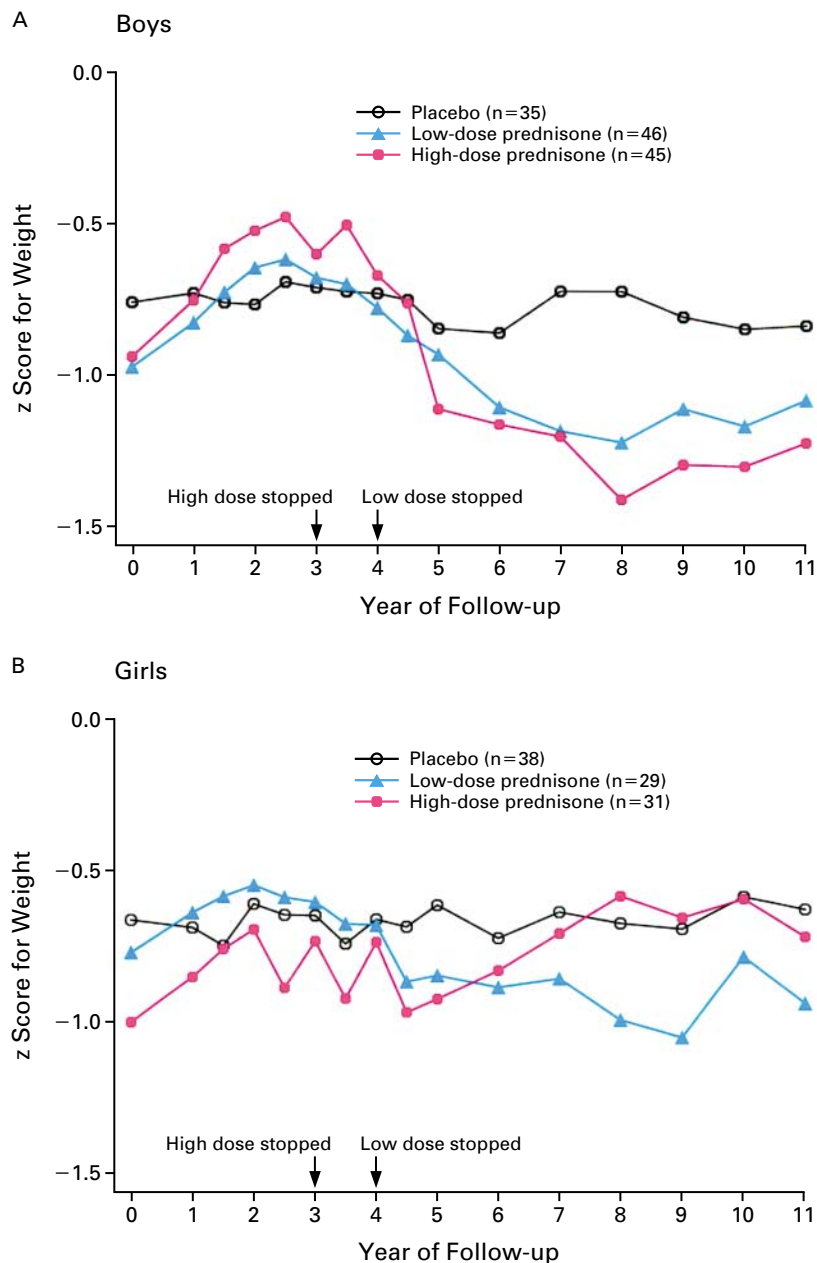 A
Boys
0.0
−0.5
−1.0
−1.5
z Score for Weight
Placebo (n=35)
Low-dose prednisone (n=46)
High-dose prednisone (n=45)
High dose stopped
Low dose stopped
0 1 2 3 4 5 6 7 8 9 10 11
Year of Follow-up
B
Girls
0.0
−0.5
−1.0
−1.5
z Score for Weight
Placebo (n=38)
Low-dose prednisone (n=29)
High-dose prednisone (n=31)
High dose stopped
Low dose stopped
0 1 2 3 4 5 6 7 8 9 10 11
Year of Follow-up